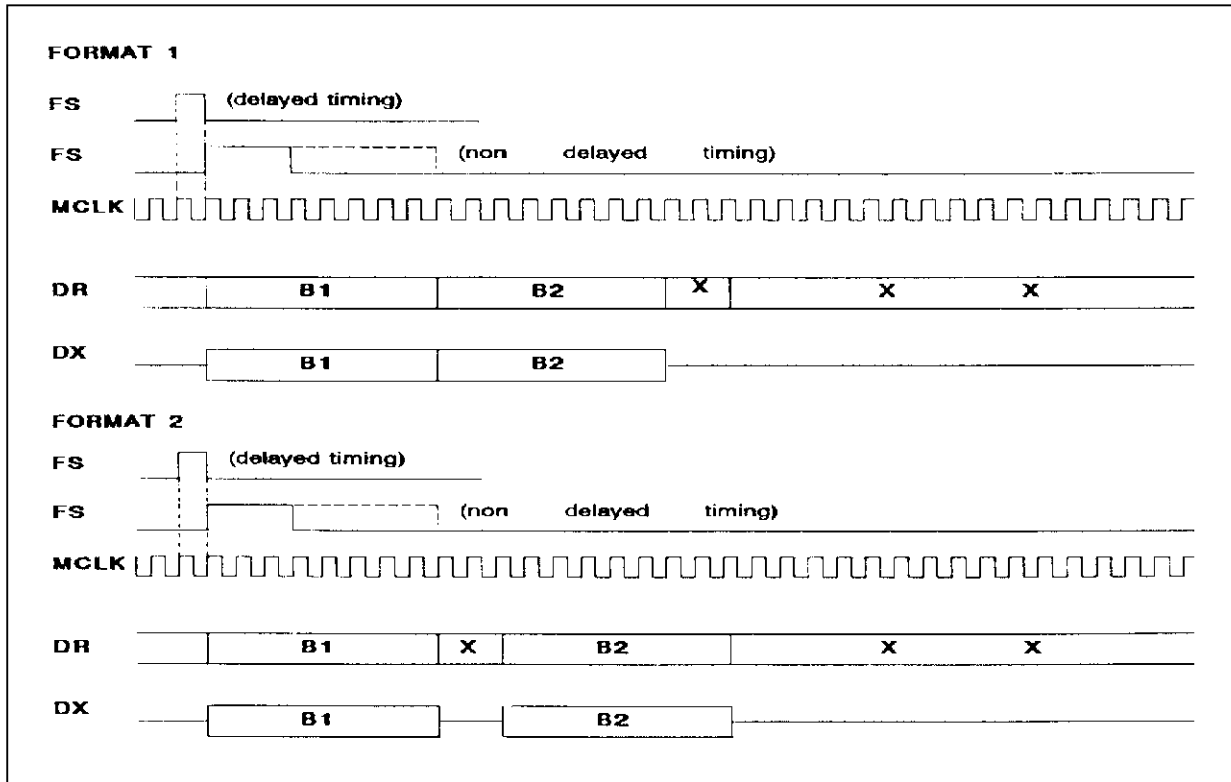 FORMAT 1
FS (delayed timing)
FS (non delayed timing)
MCLK
DR B1 B2 X X X
DX B1 B2
FORMAT 2
FS (delayed timing)
FS (non delayed timing)
MCLK
DR B1 X B2 X X
DX B1 B2